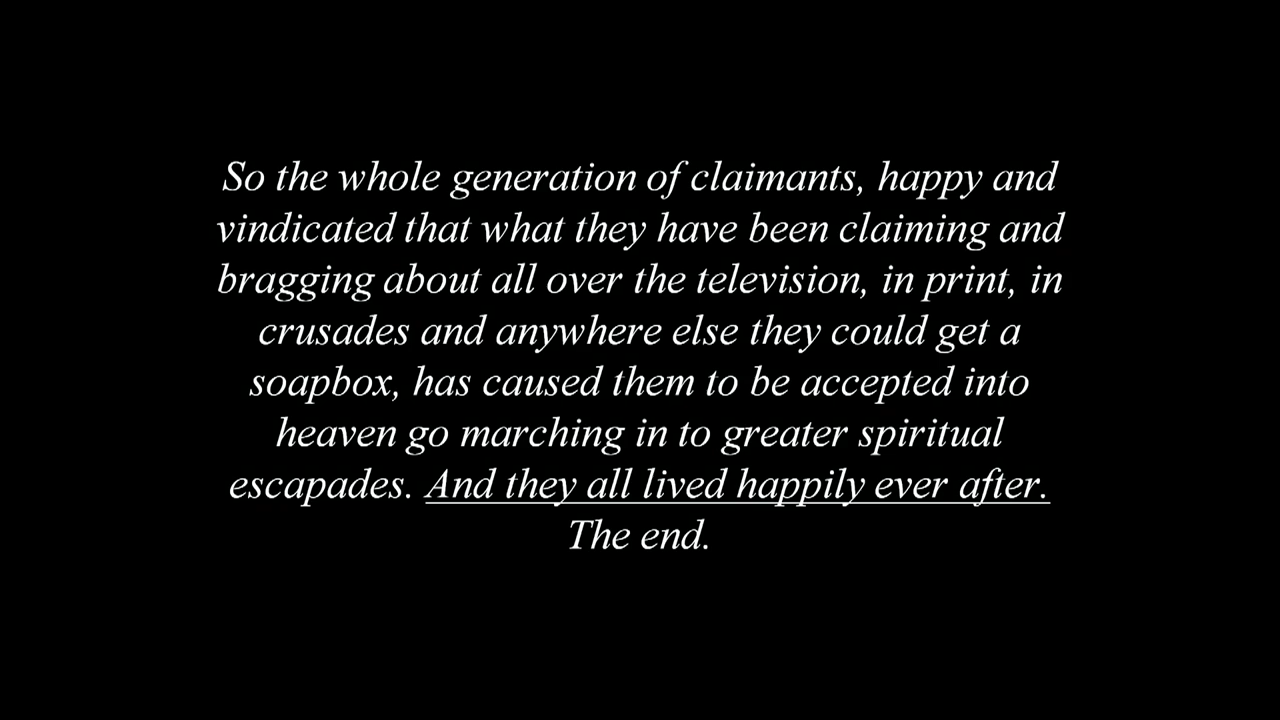 So the whole generation of claimants, happy and
vindicated that what they have been claiming and
bragging about all over the television, in print, in
crusades and anywhere else they could get a
soapbox, has caused them to be accepted into
heaven go marching in to greater spiritual
escapades. And they all lived happily ever after.
The end.